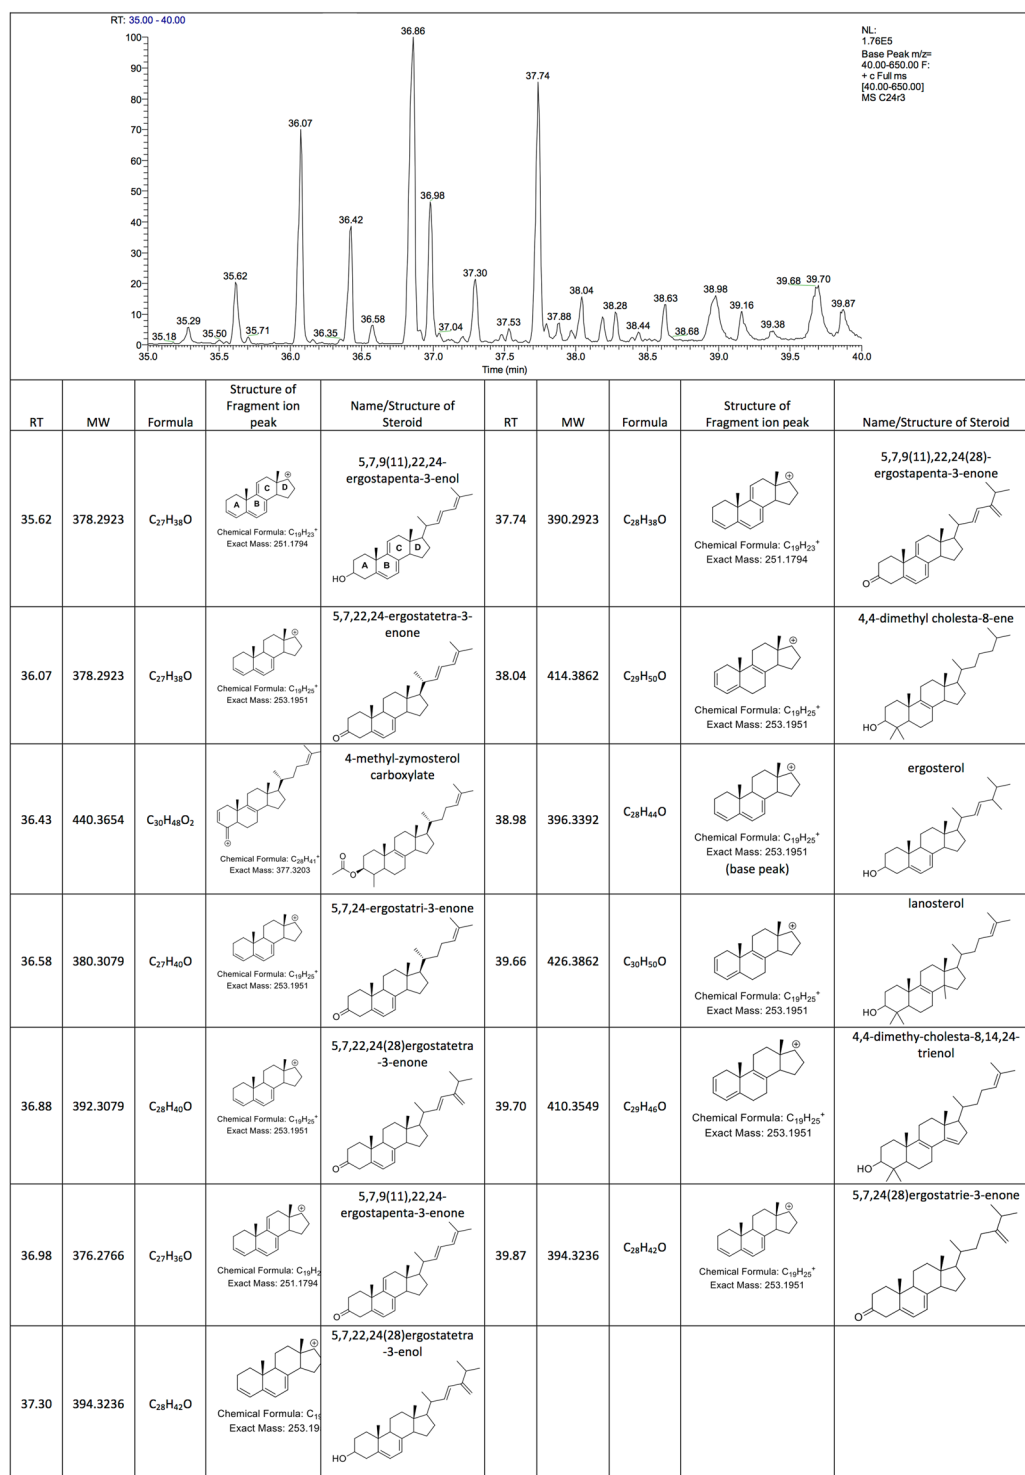 RT: 35.00 - 40.00
NL:
1.76E5
Base Peak m/z=
40.00-650.00 F:
+ c Full ms
[40.00-650.00]
MS C24r3
100
90
80
70
60
50
40
30
20
10
0
36.86
37.74
36.07
36.98
36.42
37.30
35.62
38.04
38.28
38.63
38.98
39.16
39.68 39.70
39.87
35.18
35.29
35.50
35.71
36.35
36.58
37.04
37.53
37.88
38.44
38.68
39.38
35.0 35.5 36.0 36.5 37.0 37.5 38.0 38.5 39.0 39.5 40.0
Time (min)
RT MW Formula Structure of
Fragment ion
peak
Name/Structure of
Steroid
RT MW Formula Structure of
Fragment ion peak
Name/Structure of Steroid
35.62 378.2923 C₂₇H₃₈O
A B C D
Chemical Formula: C₁₉H₂₃⁺
Exact Mass: 251.1794
5,7,9(11),22,24-
ergostapenta-3-enol
HO A B C D
37.74 390.2923 C₂₈H₃₈O
Chemical Formula: C₁₉H₂₃⁺
Exact Mass: 251.1794
5,7,9(11),22,24(28)-
ergostapenta-3-enone
O
36.07 378.2923 C₂₇H₃₈O
Chemical Formula: C₁₉H₂₅⁺
Exact Mass: 253.1951
5,7,22,24-ergostatetra-3-
enone
O
38.04 414.3862 C₂₉H₅₀O
Chemical Formula: C₁₉H₂₅⁺
Exact Mass: 253.1951
4,4-dimethyl cholesta-8-ene
HO
36.43 440.3654 C₃₀H₄₈O₂
O
Chemical Formula: C₂₈H₄₁⁺
Exact Mass: 377.3203
4-methyl-zymosterol
carboxylate
O
O
38.98 396.3392 C₂₈H₄₄O
Chemical Formula: C₁₉H₂₅⁺
Exact Mass: 253.1951
(base peak)
ergosterol
HO
36.58 380.3079 C₂₇H₄₀O
Chemical Formula: C₁₉H₂₅⁺
Exact Mass: 253.1951
5,7,24-ergostatri-3-enone
O
39.66 426.3862 C₃₀H₅₀O
Chemical Formula: C₁₉H₂₅⁺
Exact Mass: 253.1951
lanosterol
HO
36.88 392.3079 C₂₈H₄₀O
Chemical Formula: C₁₉H₂₅⁺
Exact Mass: 253.1951
5,7,22,24(28)ergostatetra
-3-enone
O
39.70 410.3549 C₂₉H₄₆O
Chemical Formula: C₁₉H₂₅⁺
Exact Mass: 253.1951
4,4-dimethy-cholesta-8,14,24-
trienol
HO
36.98 376.2766 C₂₇H₃₆O
Chemical Formula: C₁₉H₂
Exact Mass: 251.1794
5,7,9(11),22,24-
ergostapenta-3-enone
O
39.87 394.3236 C₂₈H₄₂O
Chemical Formula: C₁₉H₂₅⁺
Exact Mass: 253.1951
5,7,24(28)ergostatrie-3-enone
O
37.30 394.3236 C₂₈H₄₂O
Chemical Formula: C₁₉
Exact Mass: 253.19
5,7,22,24(28)ergostatetra
-3-enol
HO